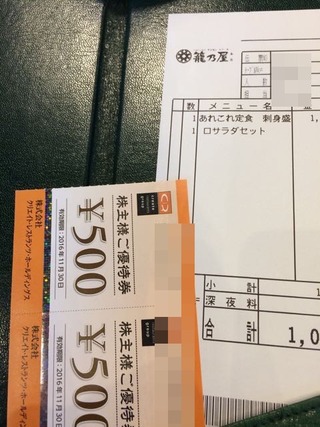 籠乃屋
数 メニュー名
1 あれこれ定食 刺身盛 1,
1 ロサラダセット
小 計 1
深夜料
合 計 1,0
株主様ご優待券
¥500
有効期限:2016年11月30日
株式会社
クリエイト・レストランツ・ホールディングス
株主様ご優待券
¥500
有効期限:2016年11月30
株式会社
クリエイト・レストランツ・ホールディングス